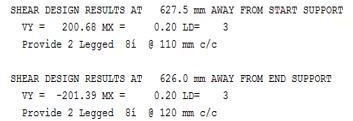 SHEAR DESIGN RESULTS AT 627.5 mm AWAY FROM START SUPPORT
VY = 200.68 MX = 0.20 LD= 3
Provide 2 Legged 8í @ 110 mm c/c
SHEAR DESIGN RESULTS AT 626.0 mm AWAY FROM END SUPPORT
VY = -201.39 MX = 0.20 LD= 3
Provide 2 Legged 8í @ 120 mm c/c